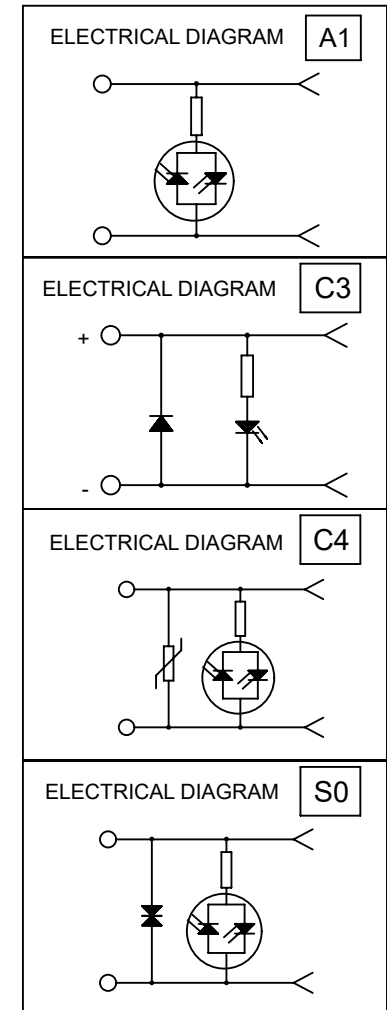 ELECTRICAL DIAGRAM A1
ELECTRICAL DIAGRAM C3
+
-
ELECTRICAL DIAGRAM C4
ELECTRICAL DIAGRAM S0